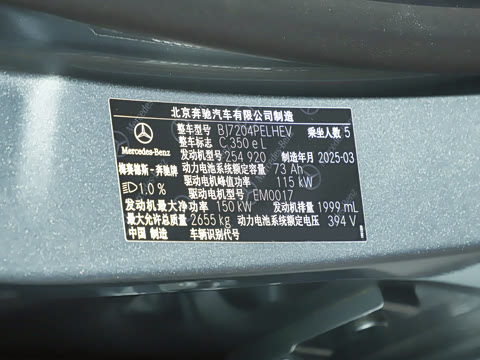 北京奔驰汽车有限公司制造
整车型号 BJ7204PELHEV 乘坐人数 5
整车标志 C 350 e L
发动机型号 254 920 制造年月 2025-03
Mercedes-Benz
梅赛德斯-奔驰牌 动力电池系统额定容量 73 Ah
驱动电机峰值功率 115 kW
1.0% 驱动电机型号 EM0017
发动机最大净功率 150 kW 发动机排量 1999 mL
最大允许总质量 2655 kg 动力电池系统额定电压 394 V
中国 制造 车辆识别代号